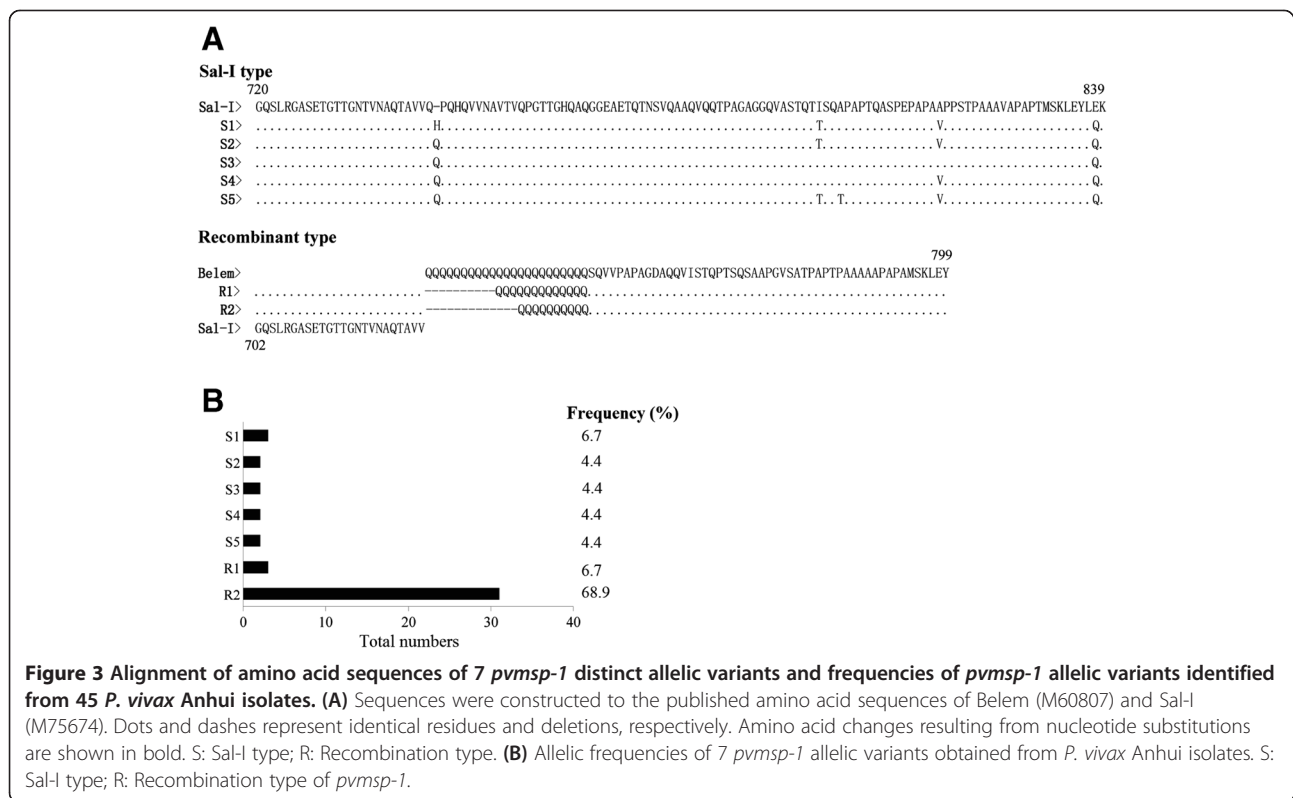 A
Sal-I type
720 839
Sal-I> GQSLRGASETGTTGNTVNAQTAVVQ-PQHQVVNAVTVQPGTTGHQAQGGEAETQTNSVQAAQVQQTPAGAGGQVASTQTISQAPAPTQASPEPAPAAPPSTPAAAVAPAPTMSKLEYLEK
S1> .........................H.....................................................T................V.....................Q.
S2> .........................Q.....................................................T................V.....................Q.
S3> .........................Q............................................................................................Q.
S4> .........................Q......................................................................V.....................Q.
S5> .........................Q.....................................................T..T.............V.....................Q.
Recombinant type
799
Belem> QQQQQQQQQQQQQQQQQQQQQQQSQVVPAPAGDAQQVISTQPTSQSAAPGVSATPAPTPAAAAAPAPAMSKLEY
R1> ........................----------QQQQQQQQQQQQQ...................................................
R2> ........................-------------QQQQQQQQQQ...................................................
Sal-I> GQSLRGASETGTTGNTVNAQTAVV
702
B
Frequency (%)
S1 6.7
S2 4.4
S3 4.4
S4 4.4
S5 4.4
R1 6.7
R2 68.9
0 10 20 30 40
Total numbers
Figure 3 Alignment of amino acid sequences of 7 pvmsp-1 distinct allelic variants and frequencies of pvmsp-1 allelic variants identified
from 45 P. vivax Anhui isolates. (A) Sequences were constructed to the published amino acid sequences of Belem (M60807) and Sal-I
(M75674). Dots and dashes represent identical residues and deletions, respectively. Amino acid changes resulting from nucleotide substitutions
are shown in bold. S: Sal-I type; R: Recombination type. (B) Allelic frequencies of 7 pvmsp-1 allelic variants obtained from P. vivax Anhui isolates. S:
Sal-I type; R: Recombination type of pvmsp-1.